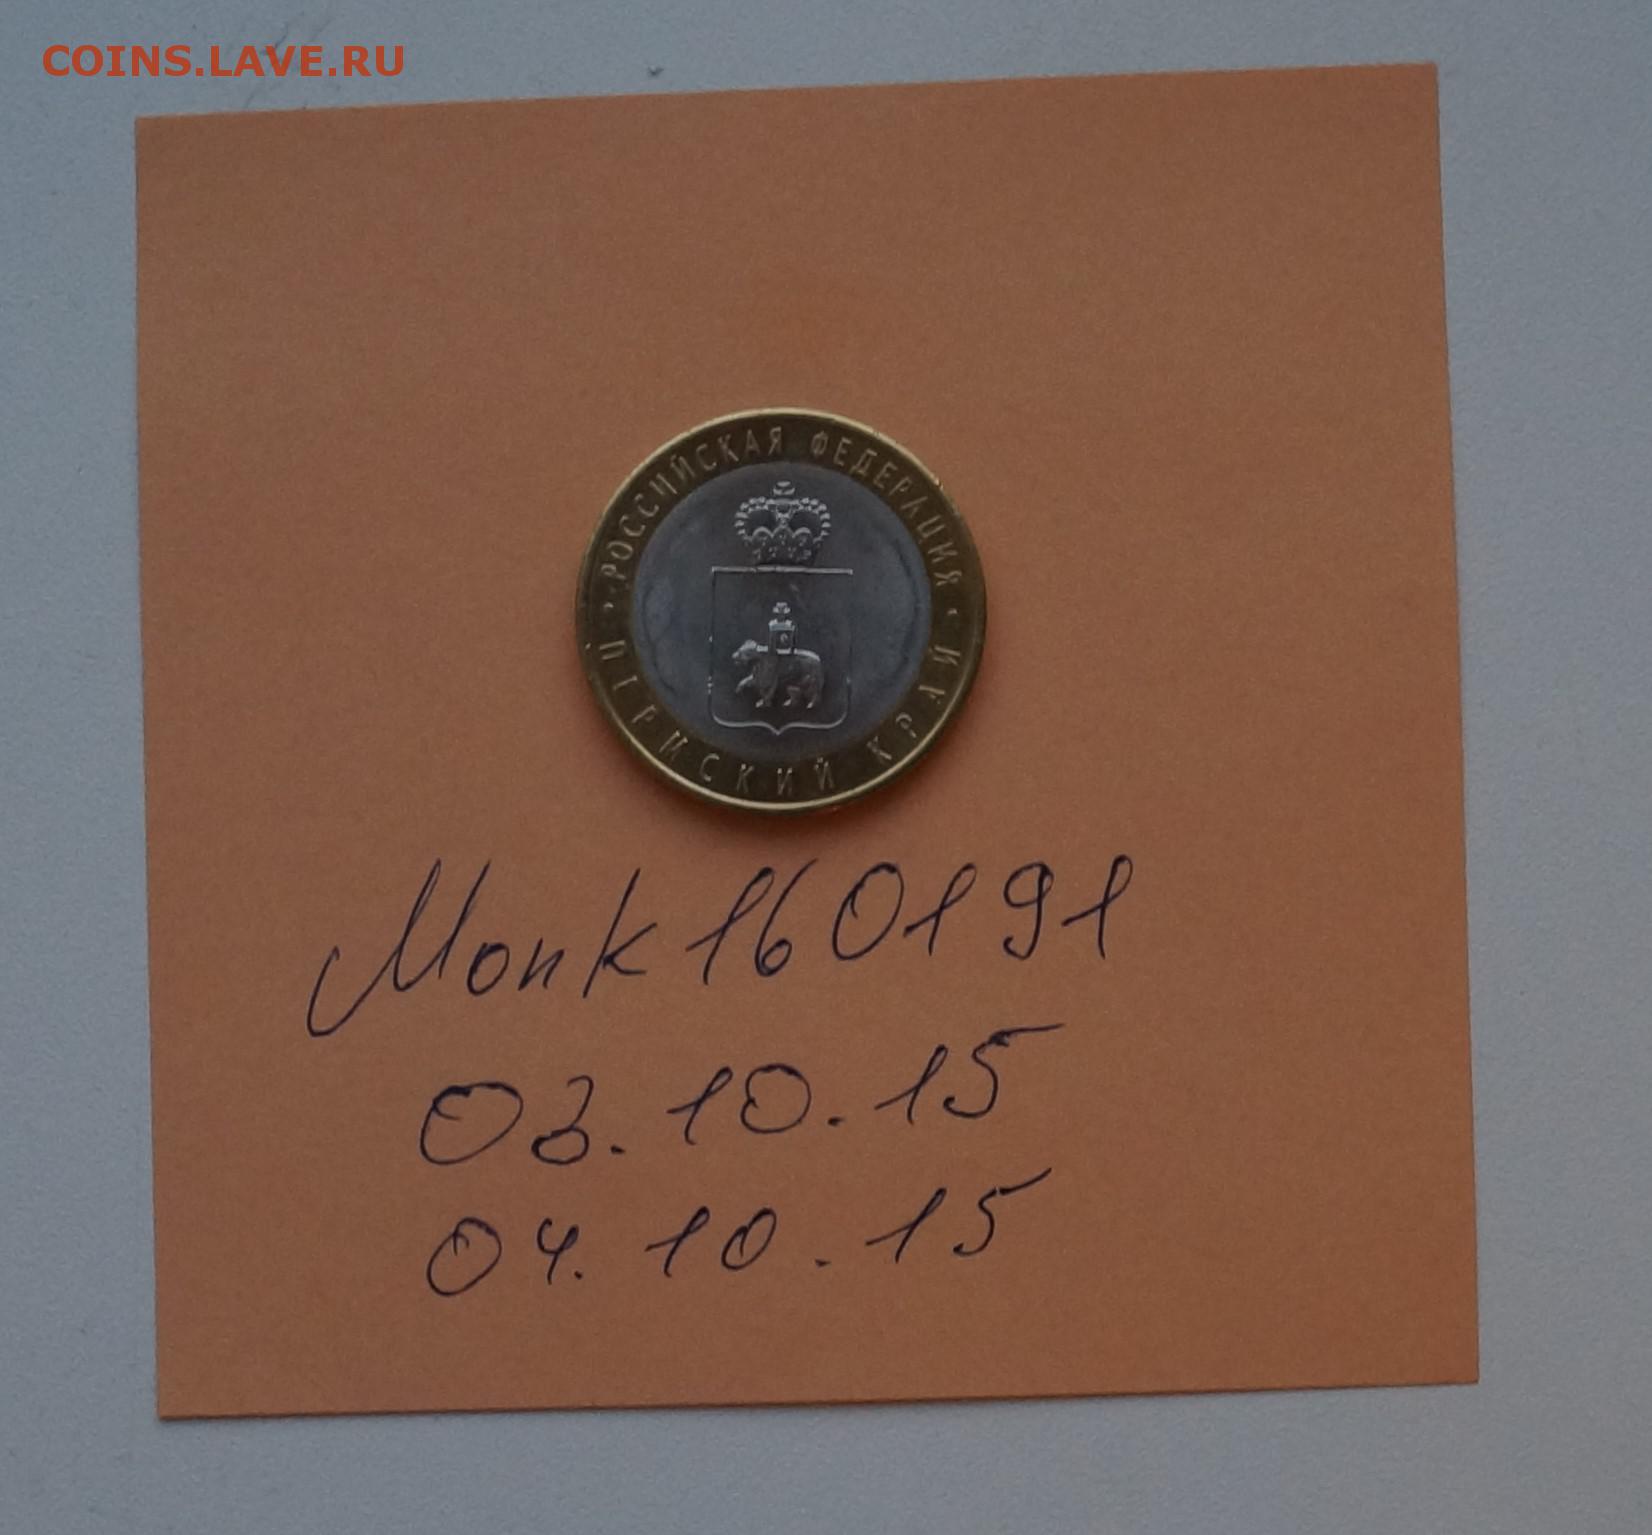 COINS.LAVE.RU
РОССИЙСКАЯ ФЕДЕРАЦИЯ
ПЕРМСКИЙ КРАЙ
Monk160191
03.10.15
04.10.15